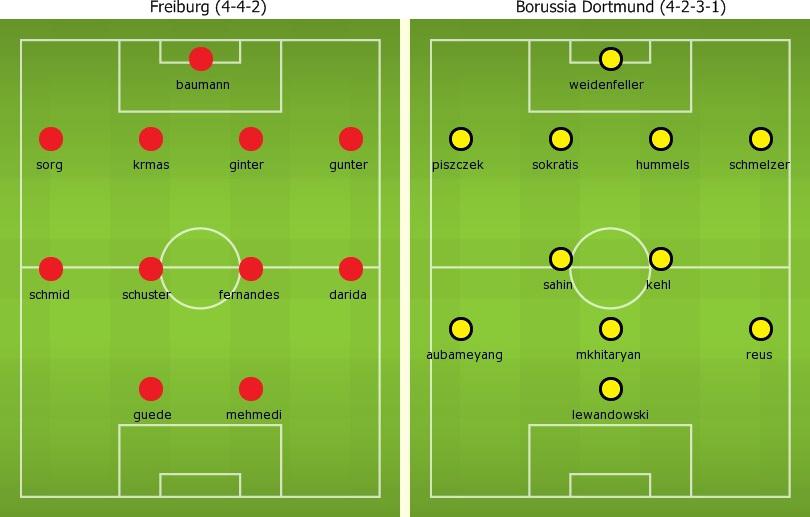 Freiburg (4-4-2)
baumann
sorg krmas ginter gunter
schmid schuster fernandes darida
guede mehmedi
Borussia Dortmund (4-2-3-1)
weidenfeller
piszczek sokratis hummels schmelzer
sahin kehl
aubameyang mkhitaryan reus
lewandowski